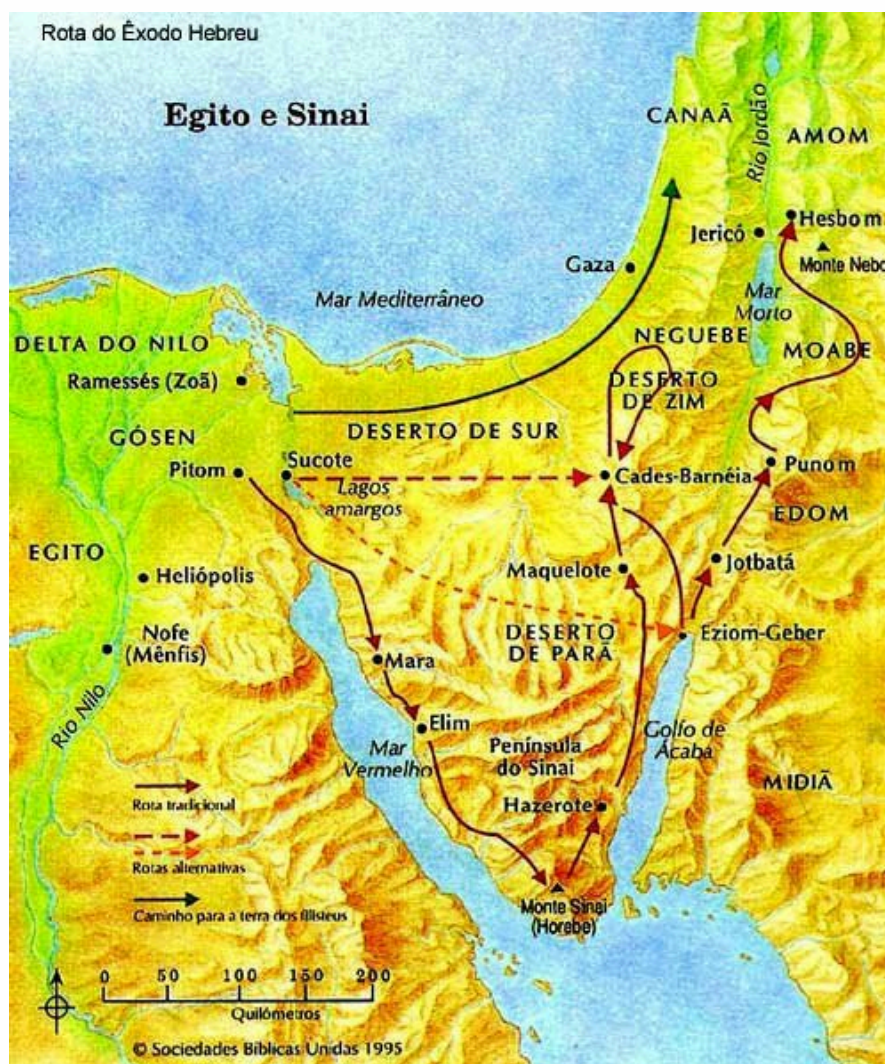 Rota do Êxodo Hebreu
Egito e Sinai
CANAÃ
Rio Jordão
AMOM
Hesbom
Jericó
Monte Nebo
Gaza
Mar Mediterrâneo
Mar
Morto
DELTA DO NILO
NEGUEBE
MOABE
Ramessés (Zoã)
DESERTO
DE ZIM
GÓSEN
DESERTO DE SUR
Pitom
Sucote
Cades-Barnéia
Punom
Lagos
amargos
EDOM
EGITO
Heliópolis
Maquelote
Jotbatá
Nofe
(Mênfis)
DESERTO
DE PARÃ
Eziom-Geber
Mara
Rio Nilo
Elim
Mar
Vermelho
Península
do Sinai
Golfo de
Ácaba
MIDIÃ
Hazerote
Rota tradicional
Rotas alternativas
Caminho para a terra dos filisteus
Monte Sinai
(Horebe)
0 50 100 150 200
Quilômetros
© Sociedades Bíblicas Unidas 1995